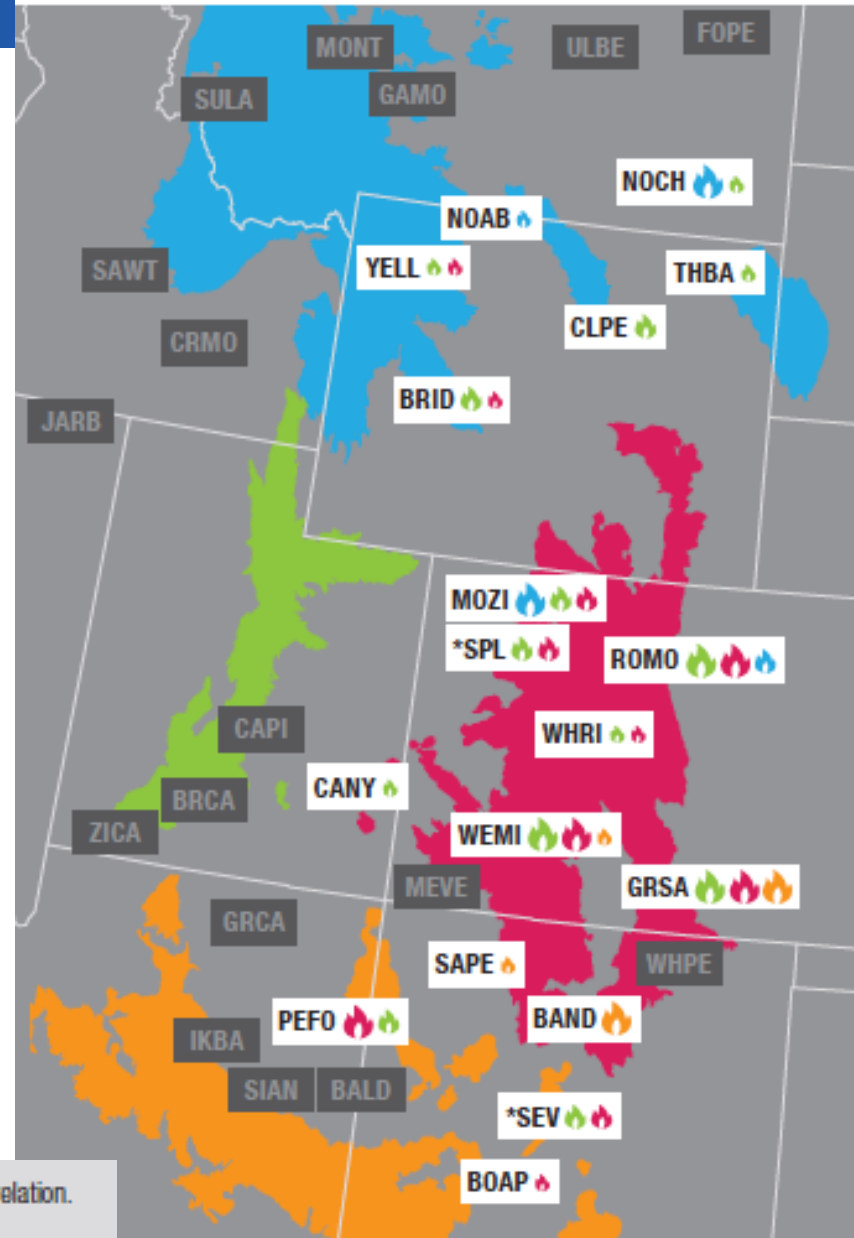 MONT
ULBE
FOPE
SULA
GAMO
NOCH
NOAB
SAWT
YELL
THBA
CLPE
CRMO
BRID
JARB
MOZI
*SPL
ROMO
CAPI
WHRI
CANY
BRCA
ZICA
WEMI
MEVE
GRSA
GRCA
SAPE
WHPE
PEFO
BAND
IKBA
SIAN
BALD
*SEV
BOAP
elation.